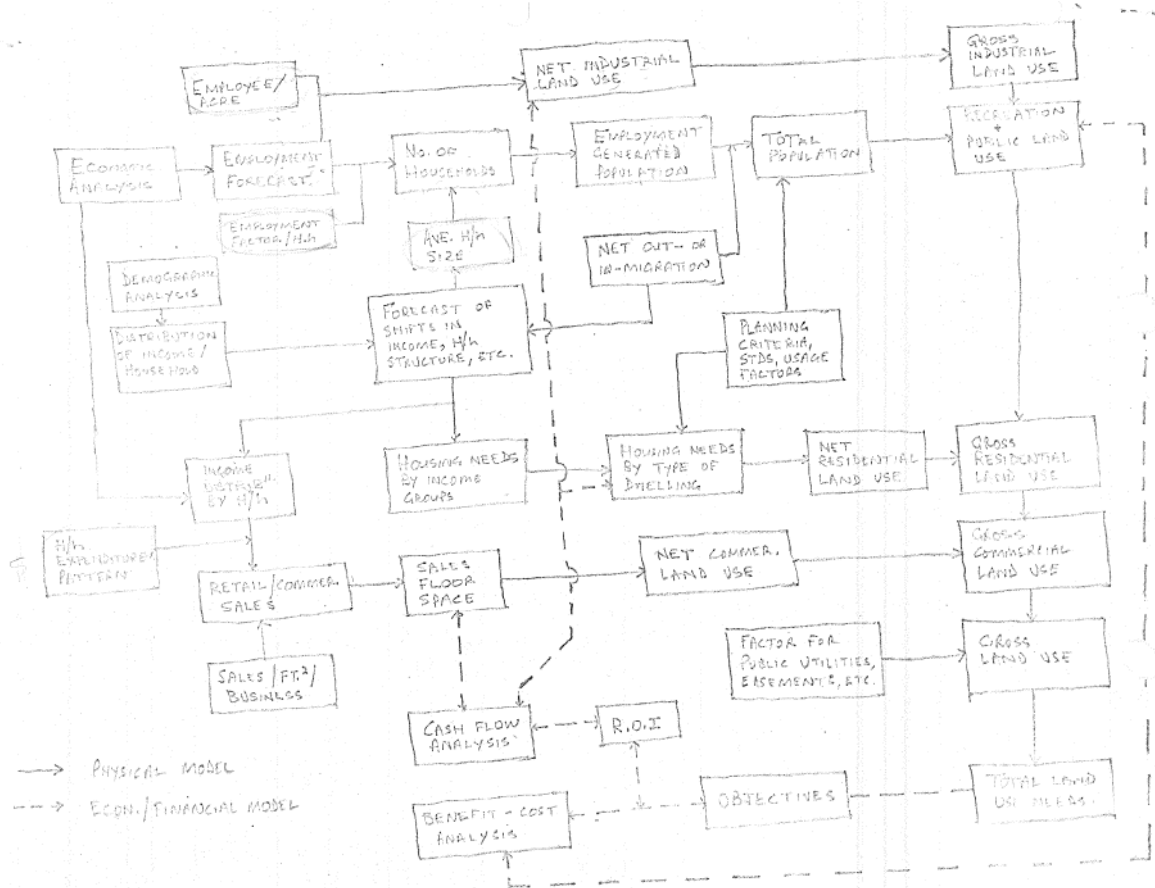 GROSS
INDUSTRIAL
LAND USE
NET INDUSTRIAL
LAND USE
EMPLOYEE/
ACRE
RECREATION
+
PUBLIC LAND
USE
ECONOMIC
ANALYSIS
EMPLOYMENT
FORECAST
NO. OF
HOUSEHOLDS
EMPLOYMENT
GENERATED
POPULATION
TOTAL
POPULATION
EMPLOYMENT
FACTOR/H.h
AVE. H/h
SIZE
NET OUT- OR
IN-MIGRATION
DEMOGRAPHIC
ANALYSIS
DISTRIBUTION
OF INCOME/
HOUSEHOLD
FORECAST OF
SHIFTS IN
INCOME, H/h
STRUCTURE, ETC.
PLANNING
CRITERIA,
STDS, USAGE
FACTORS
INCOME
DISTRIB'N.
BY H/h
HOUSING NEEDS
BY INCOME
GROUPS
HOUSING NEEDS
BY TYPE OF
DWELLING
NET
RESIDENTIAL
LAND USE
GROSS
RESIDENTIAL
LAND USE
H/h
EXPENDITURE
PATTERN
RETAIL/COMMER.
SALES
SALES
FLOOR
SPACE
NET COMMER.
LAND USE
GROSS
COMMERCIAL
LAND USE
SALES/FT.²/
BUSINESS
FACTOR FOR
PUBLIC UTILITIES,
EASEMENTS, ETC.
GROSS
LAND USE
CASH FLOW
ANALYSIS
R.O.I
PHYSICAL MODEL
ECON./FINANCIAL MODEL
BENEFIT-COST
ANALYSIS
OBJECTIVES
TOTAL LAND
USE NEEDS.